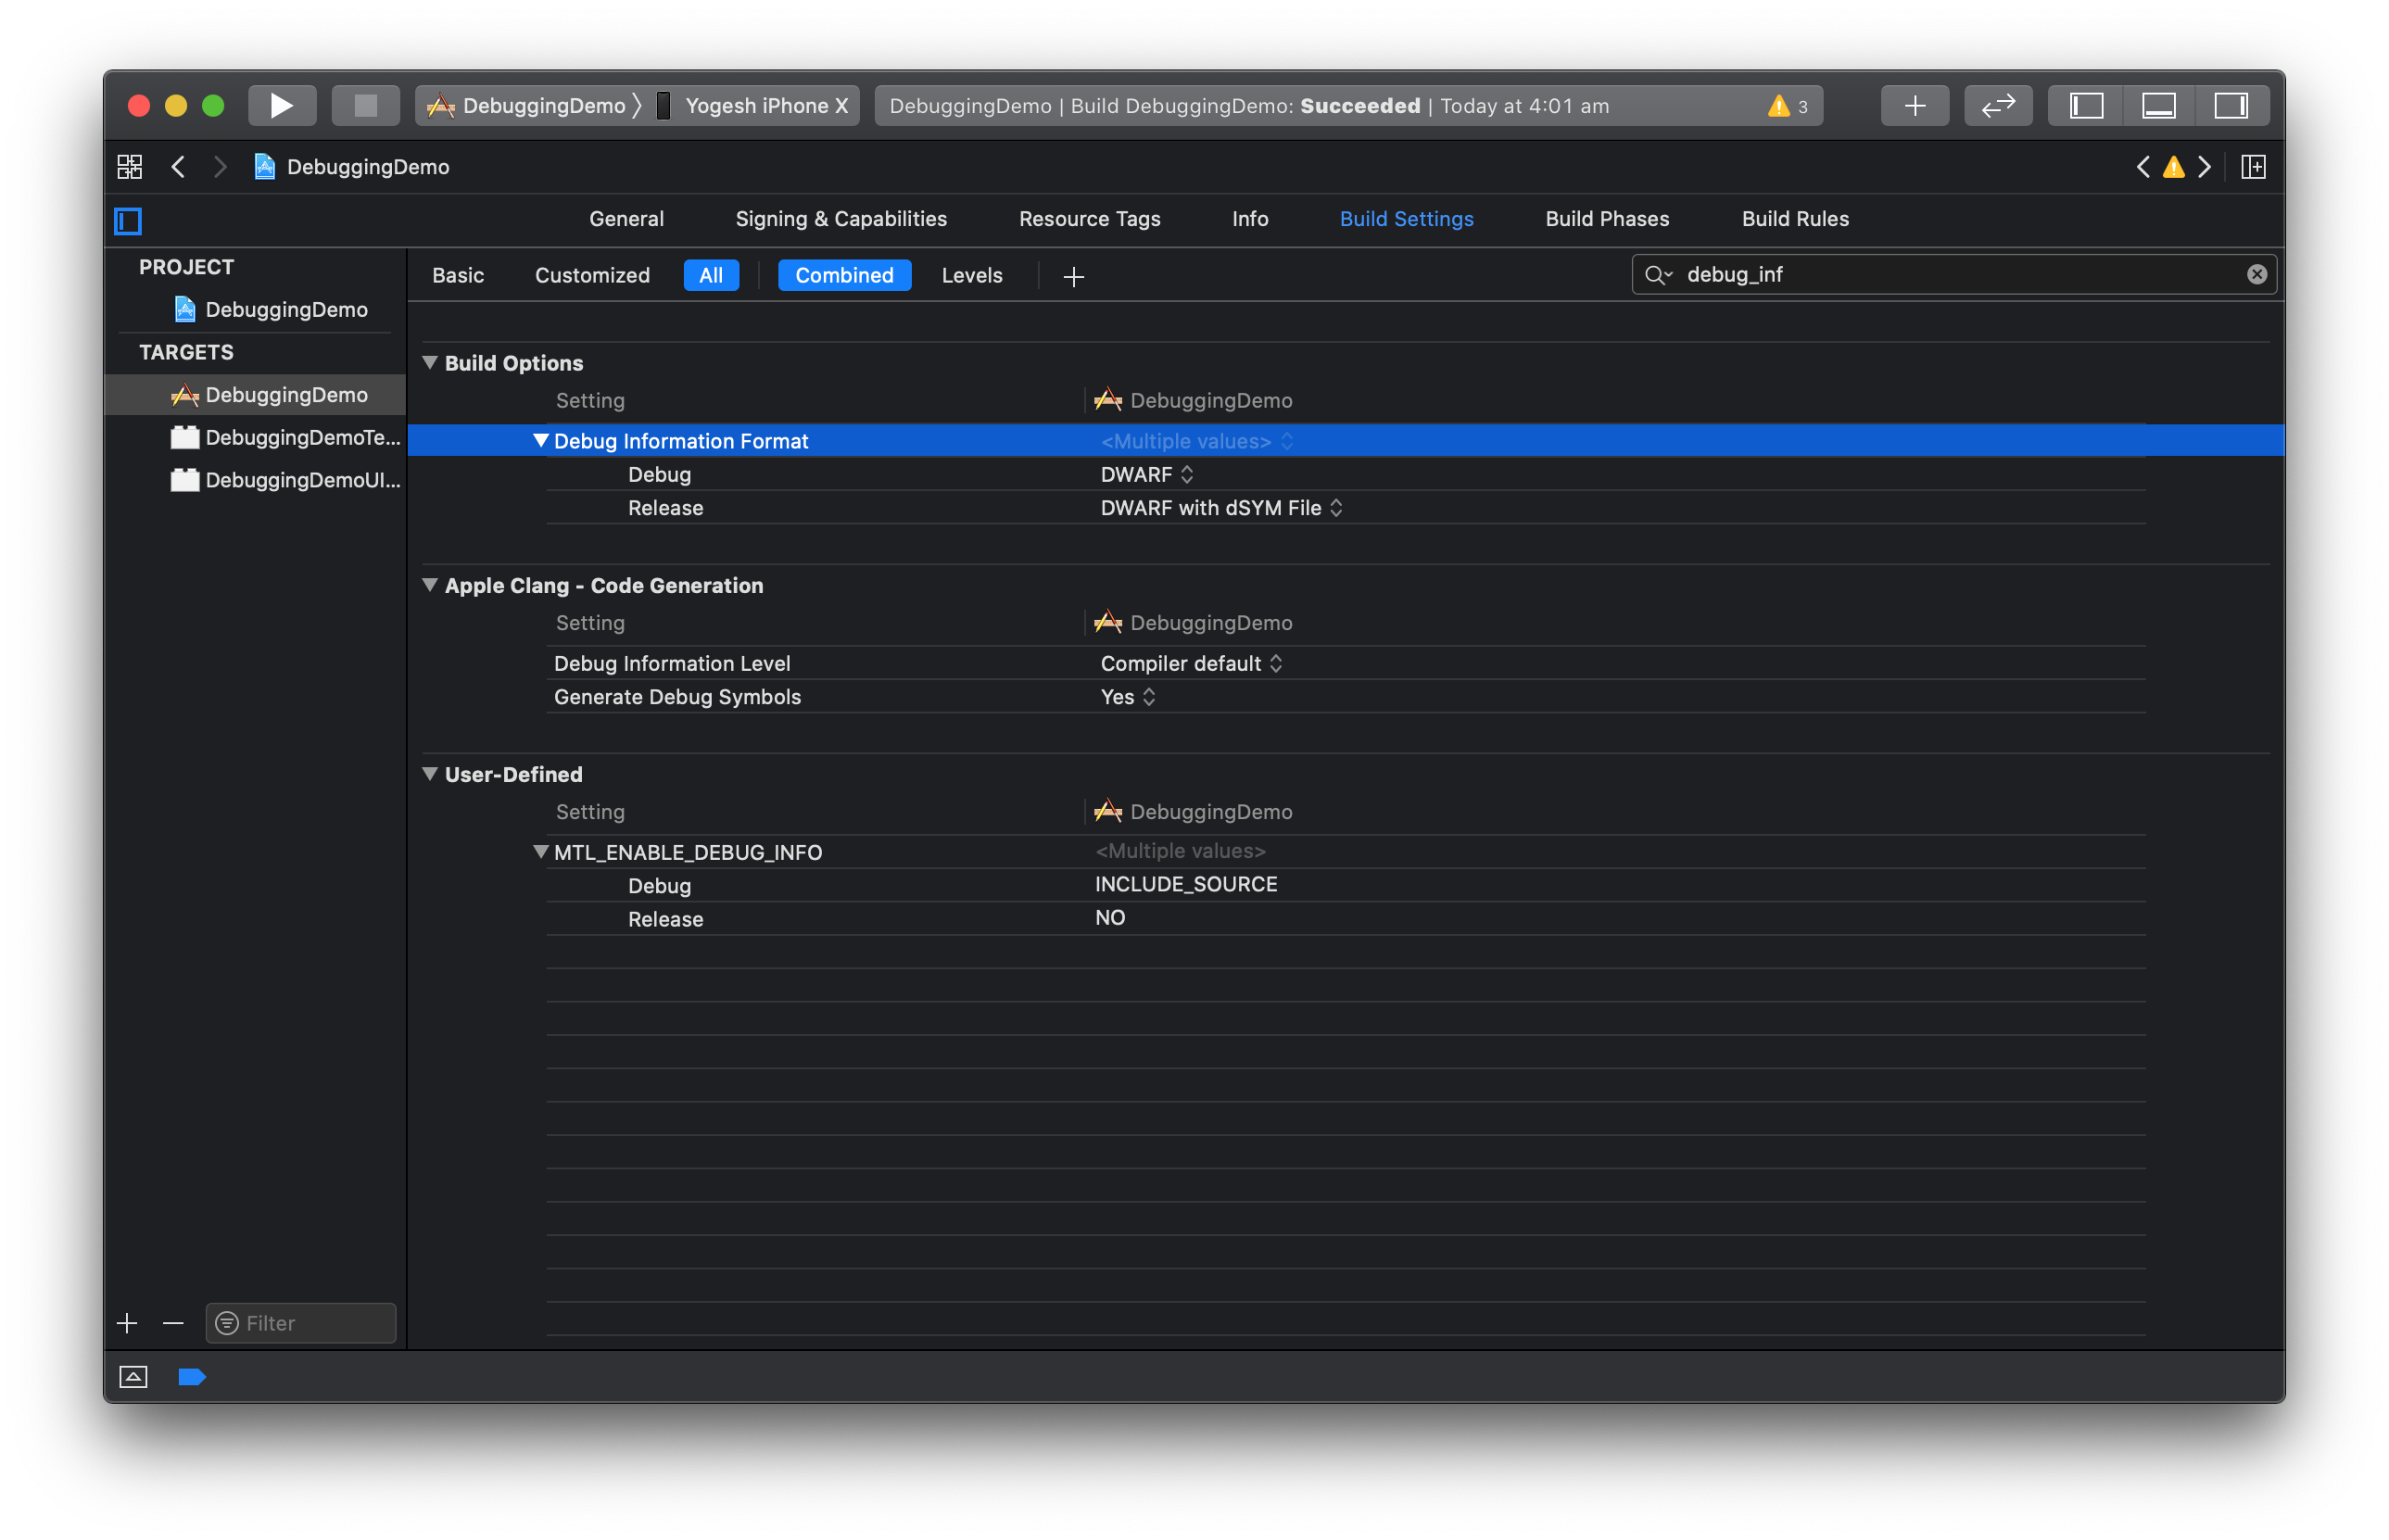 DebuggingDemo 〉 Yogesh iPhone X
DebuggingDemo | Build DebuggingDemo: Succeeded | Today at 4:01 am
3
DebuggingDemo
General Signing & Capabilities Resource Tags Info Build Settings Build Phases Build Rules
PROJECT
DebuggingDemo
TARGETS
DebuggingDemo
DebuggingDemoTe...
DebuggingDemoUI...
Filter
Basic Customized All Combined Levels
debug_inf
Build Options
Setting DebuggingDemo
Debug Information Format <Multiple values>
Debug DWARF
Release DWARF with dSYM File
Apple Clang - Code Generation
Setting DebuggingDemo
Debug Information Level Compiler default
Generate Debug Symbols Yes
User-Defined
Setting DebuggingDemo
MTL_ENABLE_DEBUG_INFO <Multiple values>
Debug INCLUDE_SOURCE
Release NO